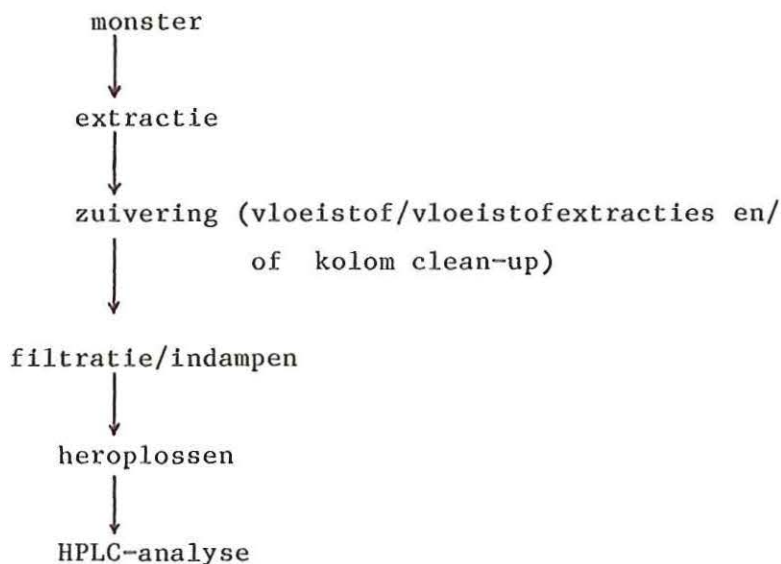 monster
extractie
zuivering (vloeistof/vloeistofextracties en/
of kolom clean-up)
filtratie/indampen
heroplossen
HPLC-analyse